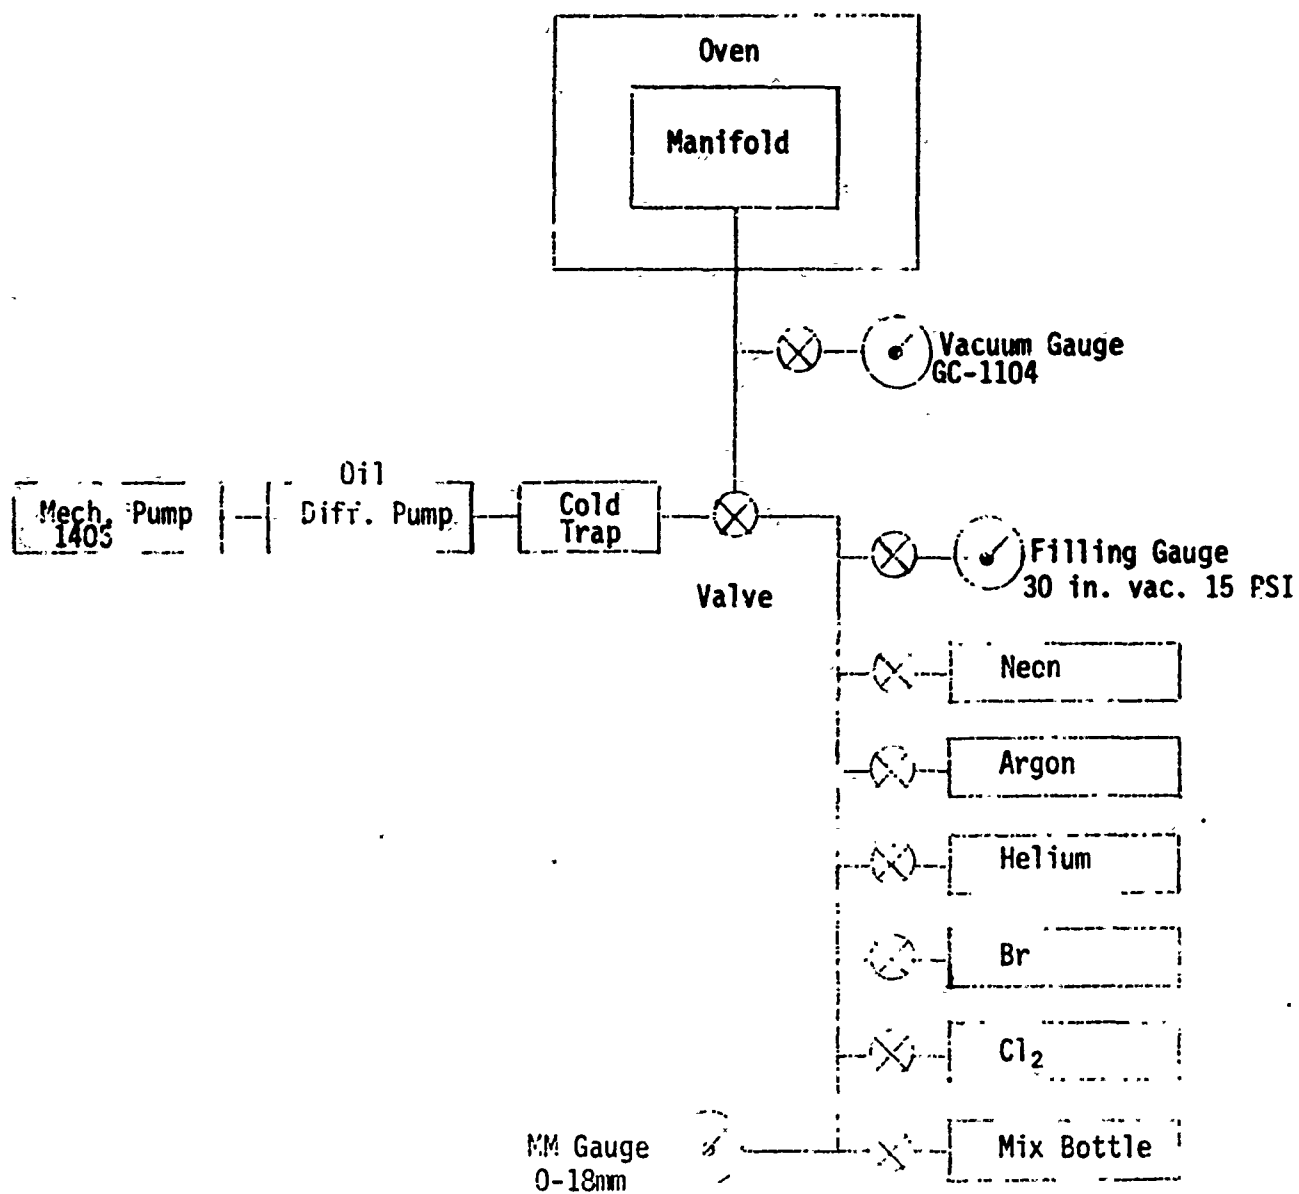 Oven
Manifold
Vacuum Gauge
GC-1104
Oil
Mech. Pump
Diff. Pump
Cold
Trap
Valve
Filling Gauge
30 in. vac. 15 PSI
Neon
Argon
Helium
Br
Cl₂
Mix Bottle
MM Gauge
0-18mm